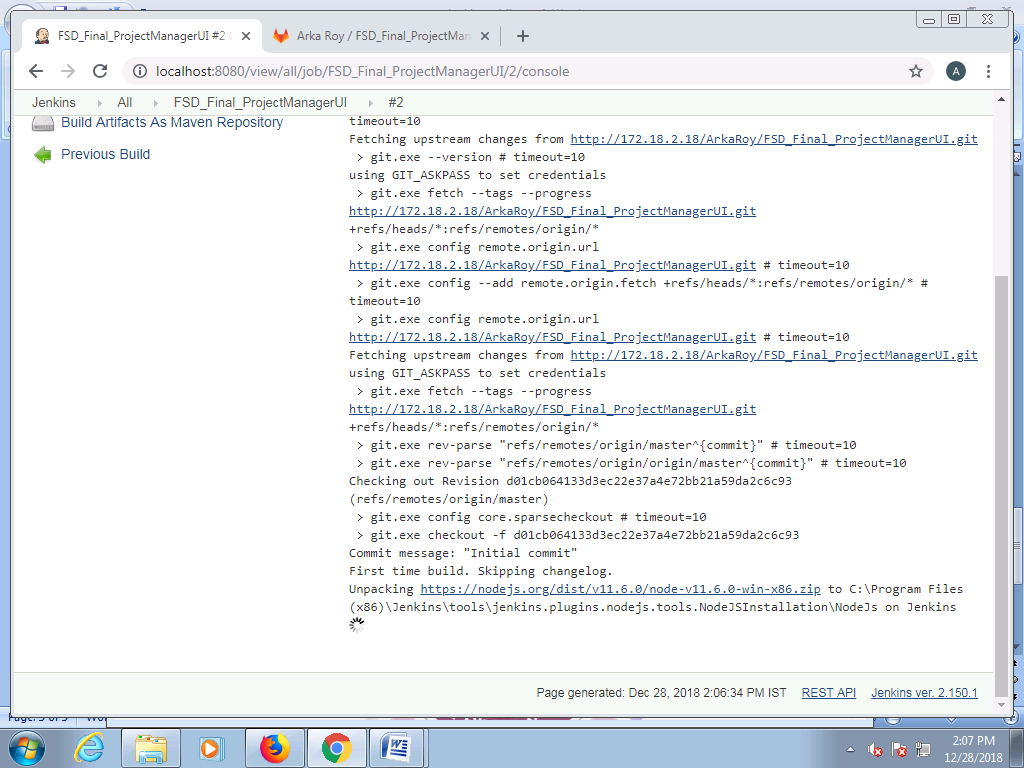 FSD_Final_ProjectManagerUI #2
Arka Roy / FSD_Final_ProjectMan
localhost:8080/view/all/job/FSD_Final_ProjectManagerUI/2/console
A
Jenkins
All
FSD_Final_ProjectManagerUI
#2
Build Artifacts As Maven Repository
Previous Build
timeout=10
Fetching upstream changes from http://172.18.2.18/ArkaRoy/FSD_Final_ProjectManagerUI.git
> git.exe --version # timeout=10
using GIT_ASKPASS to set credentials
> git.exe fetch --tags --progress
http://172.18.2.18/ArkaRoy/FSD_Final_ProjectManagerUI.git
+refs/heads/*:refs/remotes/origin/*
> git.exe config remote.origin.url
http://172.18.2.18/ArkaRoy/FSD_Final_ProjectManagerUI.git # timeout=10
> git.exe config --add remote.origin.fetch +refs/heads/*:refs/remotes/origin/* #
timeout=10
> git.exe config remote.origin.url
http://172.18.2.18/ArkaRoy/FSD_Final_ProjectManagerUI.git # timeout=10
Fetching upstream changes from http://172.18.2.18/ArkaRoy/FSD_Final_ProjectManagerUI.git
using GIT_ASKPASS to set credentials
> git.exe fetch --tags --progress
http://172.18.2.18/ArkaRoy/FSD_Final_ProjectManagerUI.git
+refs/heads/*:refs/remotes/origin/*
> git.exe rev-parse "refs/remotes/origin/master^{commit}" # timeout=10
> git.exe rev-parse "refs/remotes/origin/origin/master^{commit}" # timeout=10
Checking out Revision d01cb064133d3ec22e37a4e72bb21a59da2c6c93
(refs/remotes/origin/master)
> git.exe config core.sparsecheckout # timeout=10
> git.exe checkout -f d01cb064133d3ec22e37a4e72bb21a59da2c6c93
Commit message: "Initial commit"
First time build. Skipping changelog.
Unpacking https://nodejs.org/dist/v11.6.0/node-v11.6.0-win-x86.zip to C:\Program Files
(x86)\Jenkins\tools\jenkins.plugins.nodejs.tools.NodeJSInstallation\NodeJs on Jenkins
Page generated: Dec 28, 2018 2:06:34 PM IST
REST API
Jenkins ver. 2.150.1
2:07 PM
12/28/2018